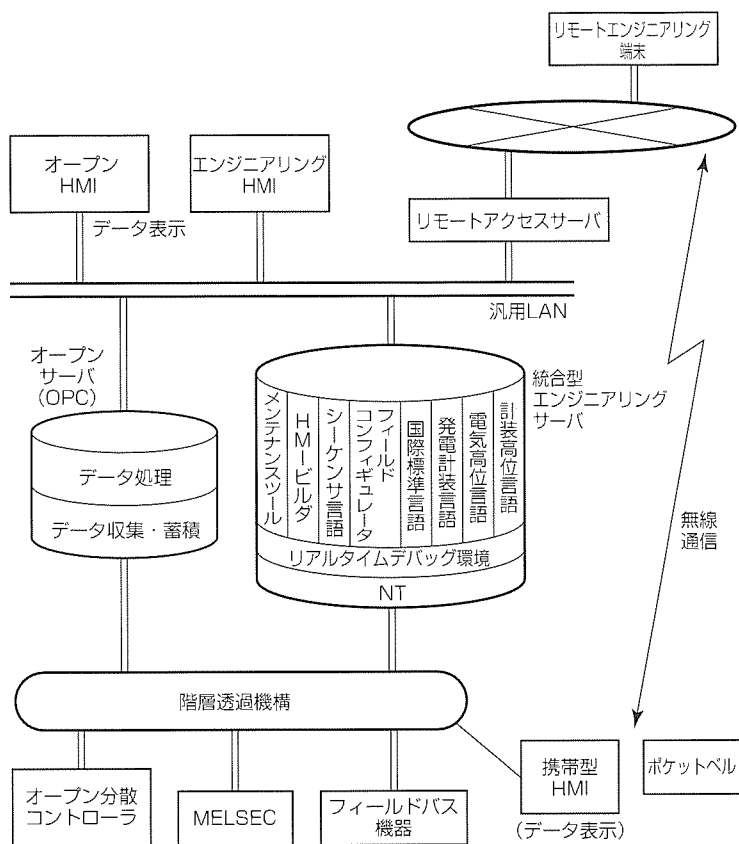 リモートエンジニアリング
端末
オープン
HMI
エンジニアリング
HMI
データ表示
リモートアクセスサーバ
汎用LAN
オープン
サーバ
(OPC)
統合型
エンジニアリング
サーバ
データ処理
データ収集・蓄積
メンテナンスツール
HMIービルダ
シーケンサ言語
フィールド
コンフィギュレータ
国際標準言語
発電計装言語
電気高位言語
計装高位言語
リアルタイムデバッグ環境
NT
無線
通信
階層透過機構
オープン分散
コントローラ
MELSEC
フィールドバス
機器
携帯型
HMI
(データ表示)
ポケットベル